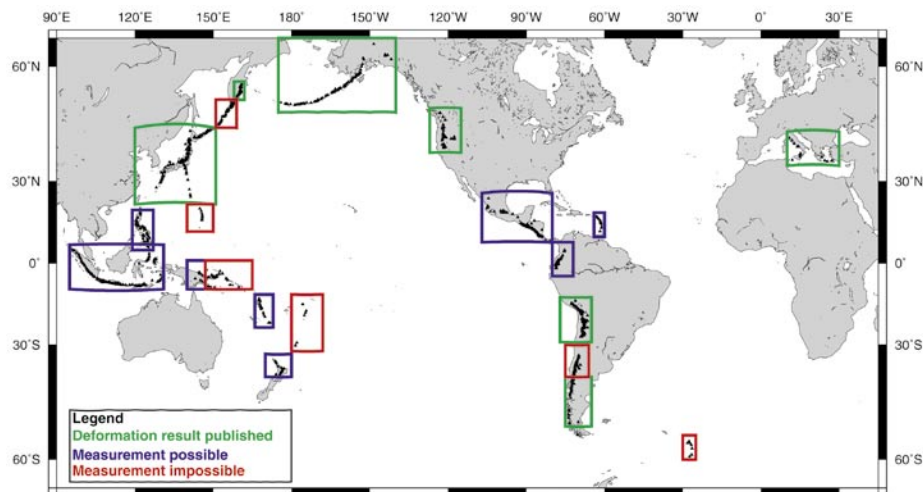 90˚E 120˚E 150˚E 180˚ 150˚W 120˚W 90˚W 60˚W 30˚W 0˚ 30˚E
60˚N 60˚N
30˚N 30˚N
0˚ 0˚
30˚S 30˚S
Legend
Deformation result published
Measurement possible
Measurement impossible
60˚S 60˚S